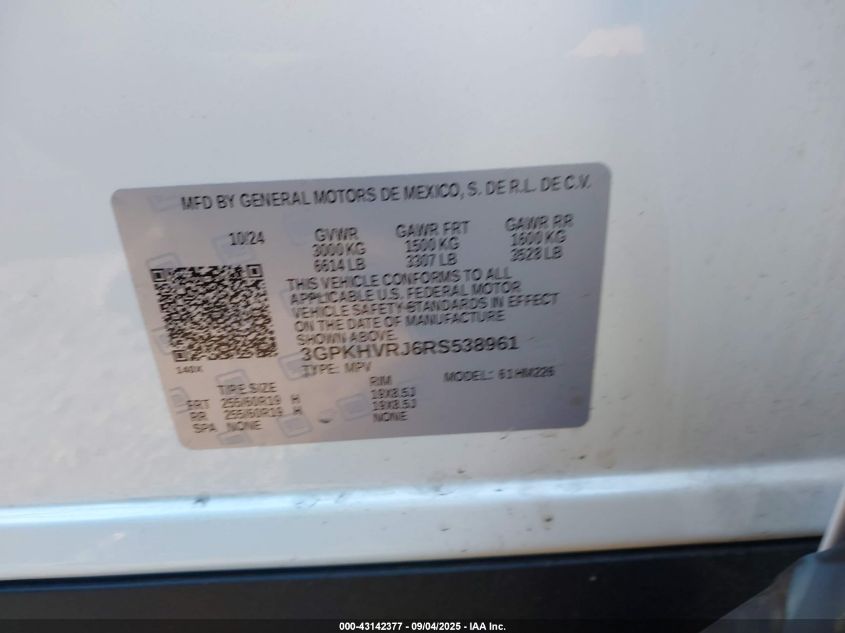 MFD BY GENERAL MOTORS DE MEXICO, S. DE R.L. DE C.V.
10/24 GVWR GAWR FRT GAWR RR
3000 KG 1500 KG 1600 KG
6614 LB 3307 LB 3528 LB
THIS VEHICLE CONFORMS TO ALL
APPLICABLE U.S. FEDERAL MOTOR
VEHICLE SAFETY STANDARDS IN EFFECT
ON THE DATE OF MANUFACTURE
SHOWN ABOVE.
3GPKHVRJ6RS538961
140X TYPE: MPV MODEL: 61HM226
TIRE SIZE RIM
FRT 255/60R19 H 19X8.5J
RR 255/60R19 H 19X8.5J
SPA NONE NONE
000-43142377 - 09/04/2025 - IAA Inc.